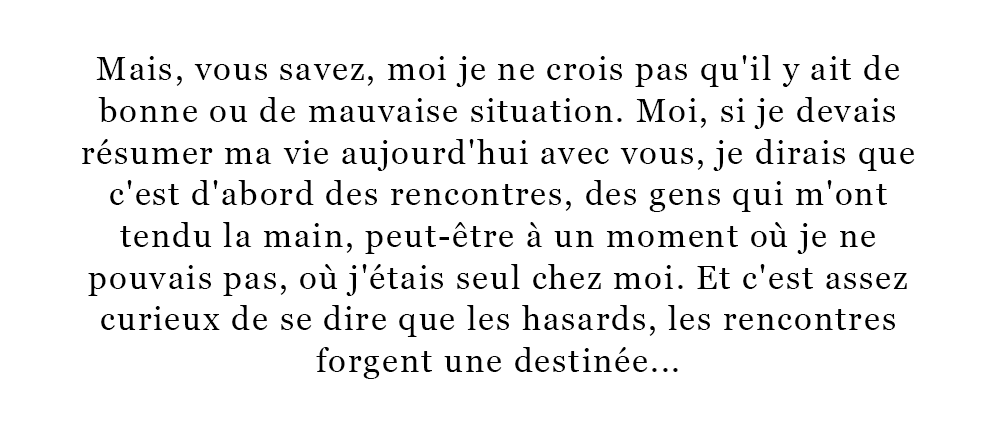 Mais, vous savez, moi je ne crois pas qu'il y ait de
bonne ou de mauvaise situation. Moi, si je devais
résumer ma vie aujourd'hui avec vous, je dirais que
c'est d'abord des rencontres, des gens qui m'ont
tendu la main, peut-être à un moment où je ne
pouvais pas, où j'étais seul chez moi. Et c'est assez
curieux de se dire que les hasards, les rencontres
forgent une destinée...